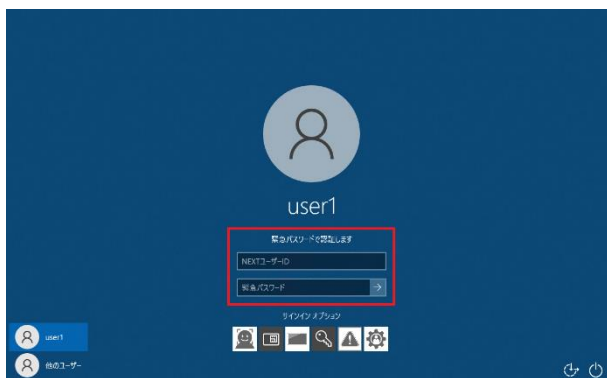 user1
緊急パスワードで認証します
NEXTユーザーID
緊急パスワード
サインイン オプション
user1
他のユーザー